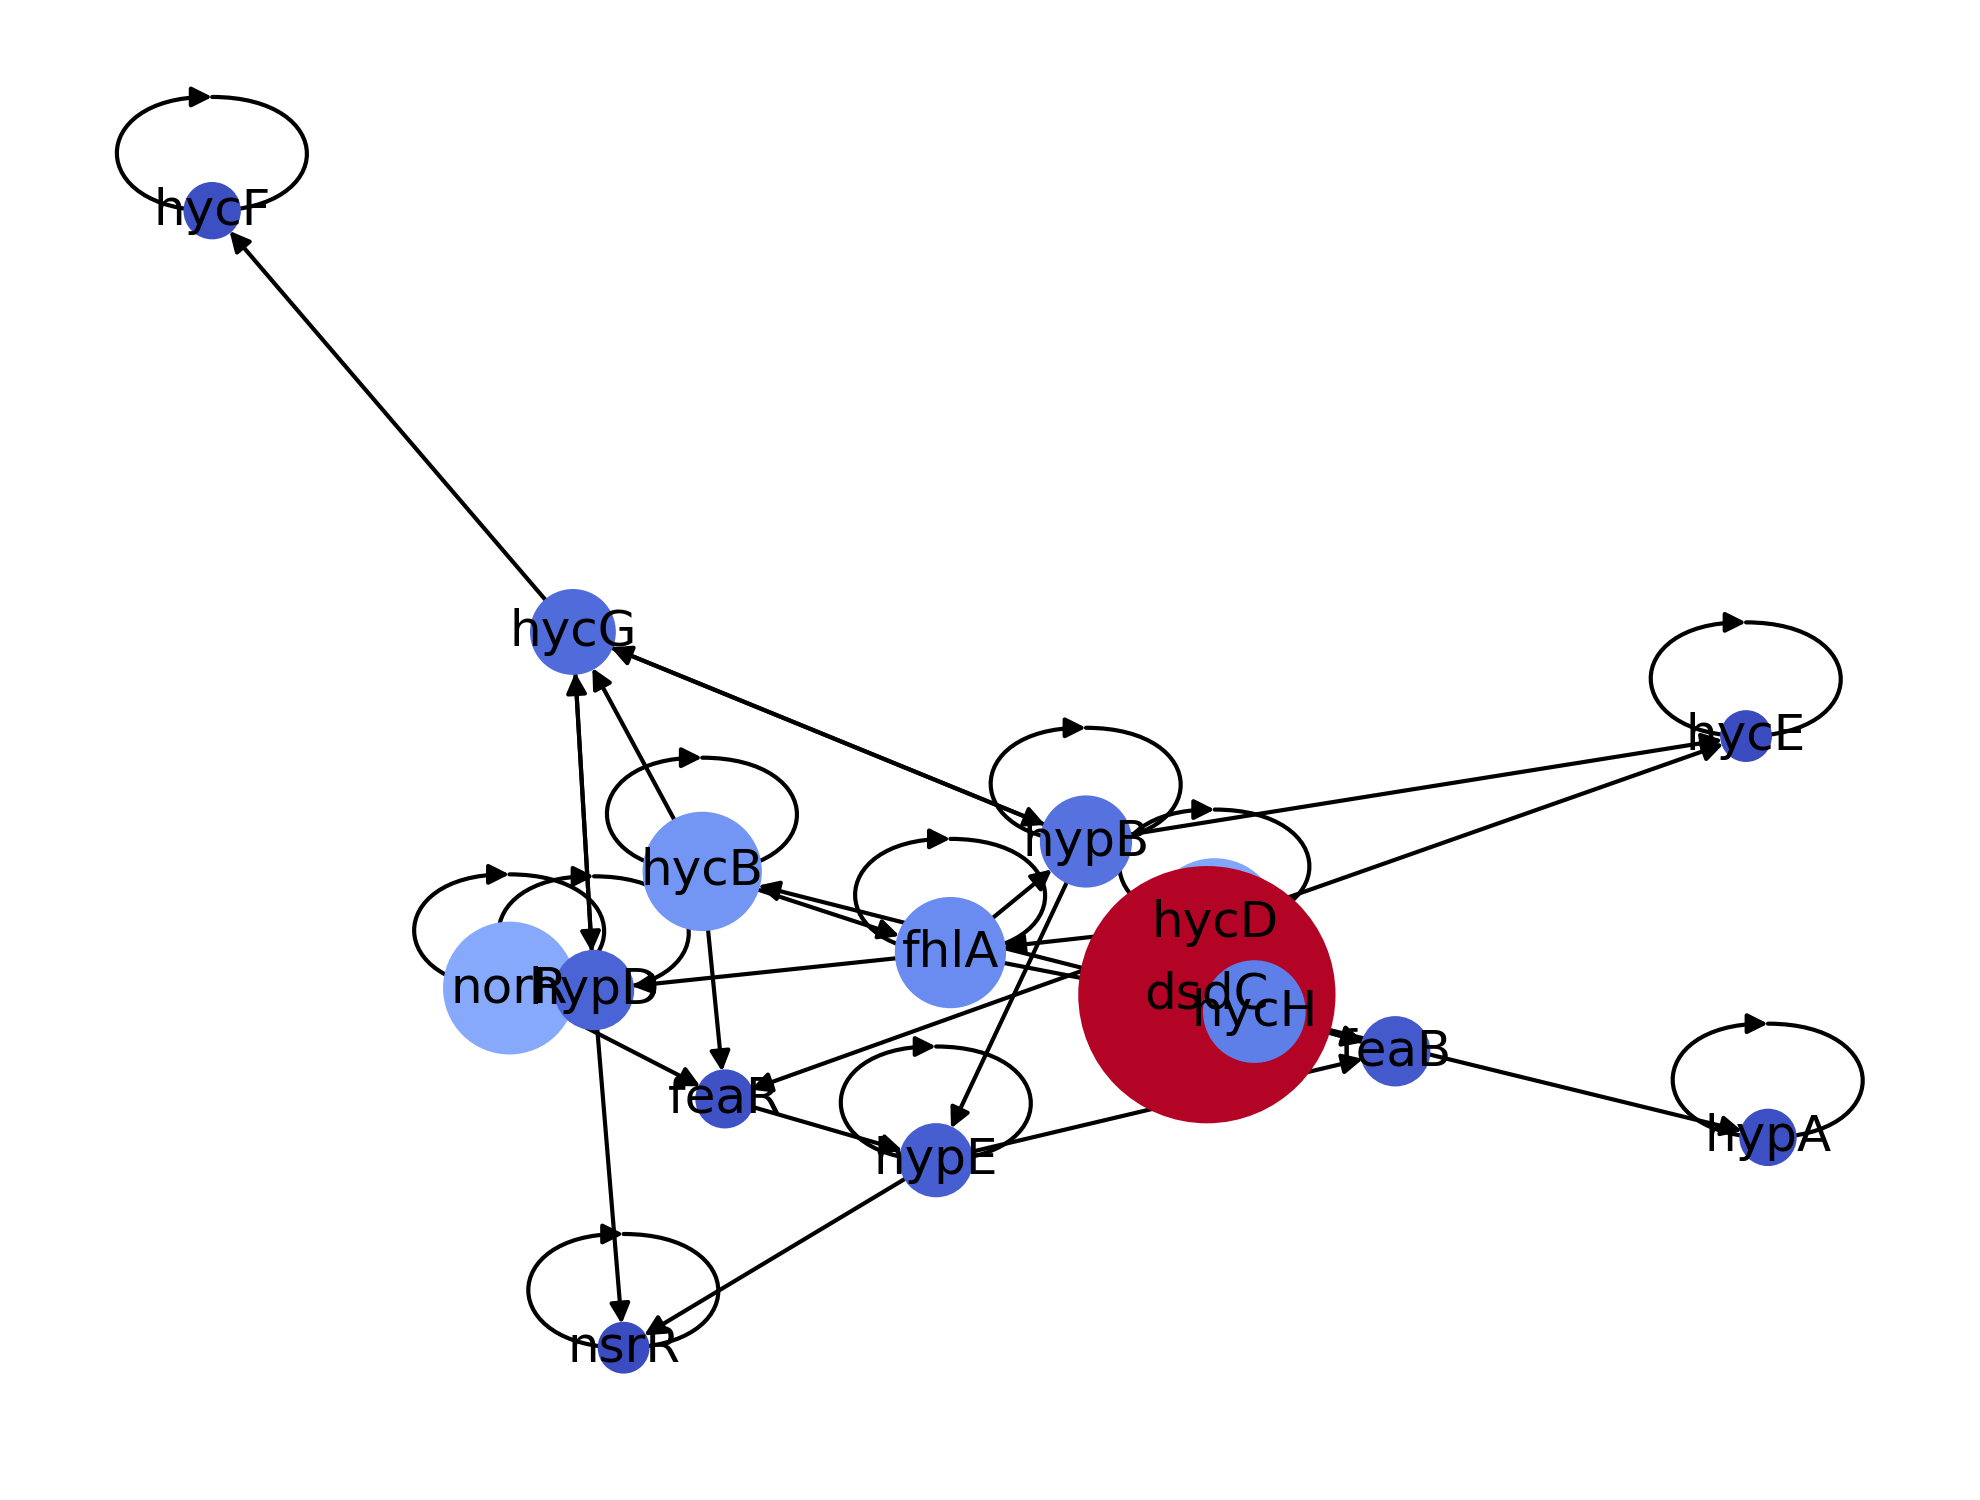 hycF
hycG
hycE
hypB
hycB
hycD
fhlA
norR
hypD
dsdC
hycH
feaB
feaR
hypA
hypE
nsrR